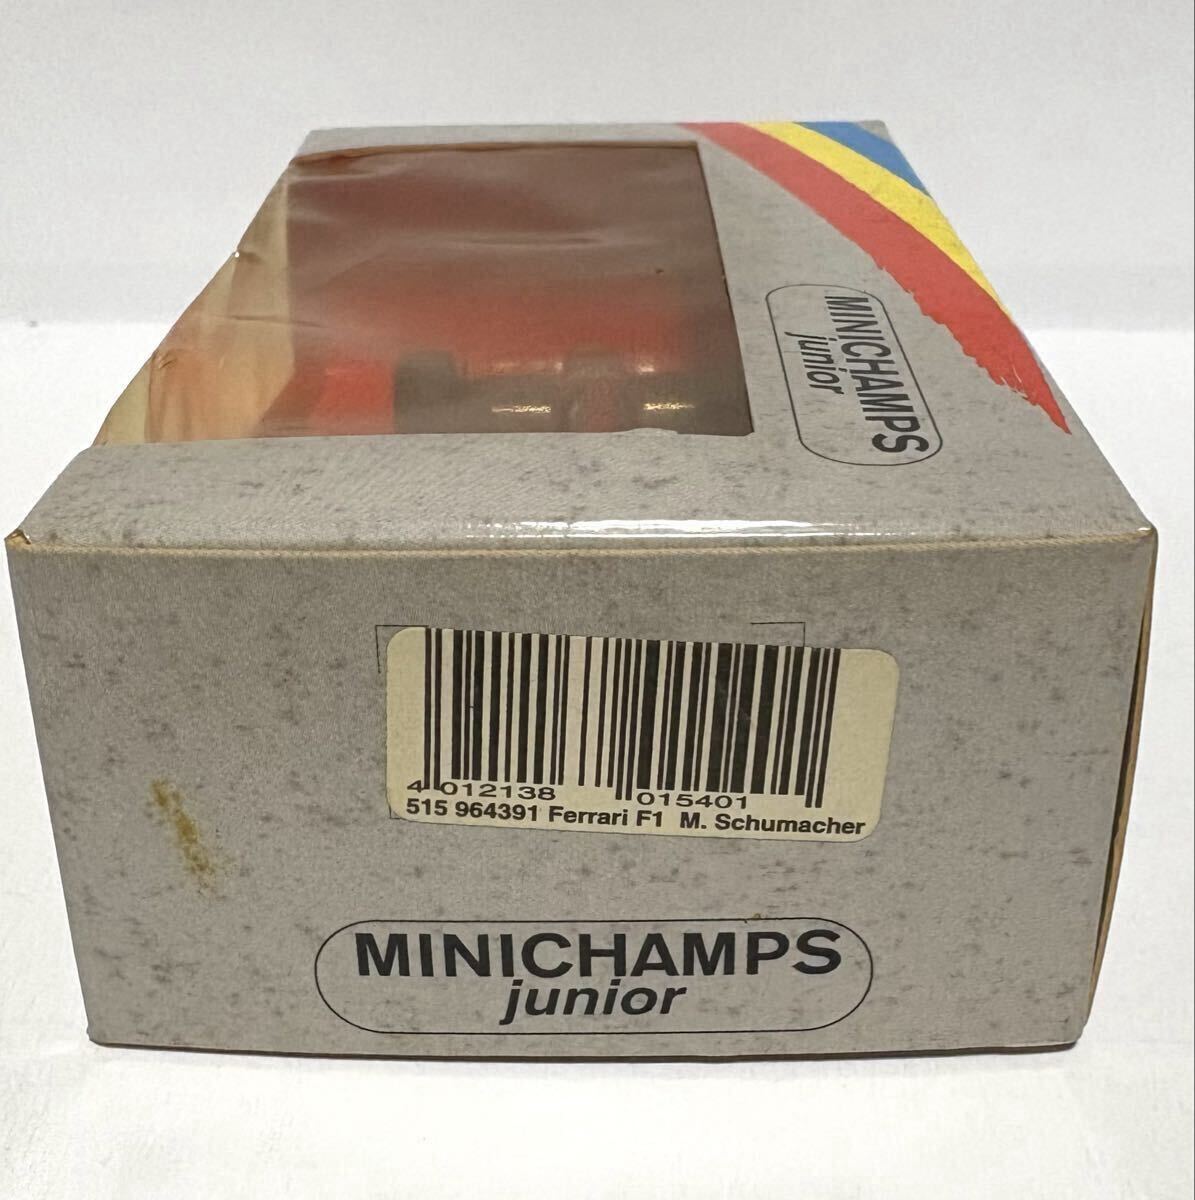 MINICHAMPS
junior
4 012138 015401
515 964391 Ferrari F1 M. Schumacher
MINICHAMPS
junior